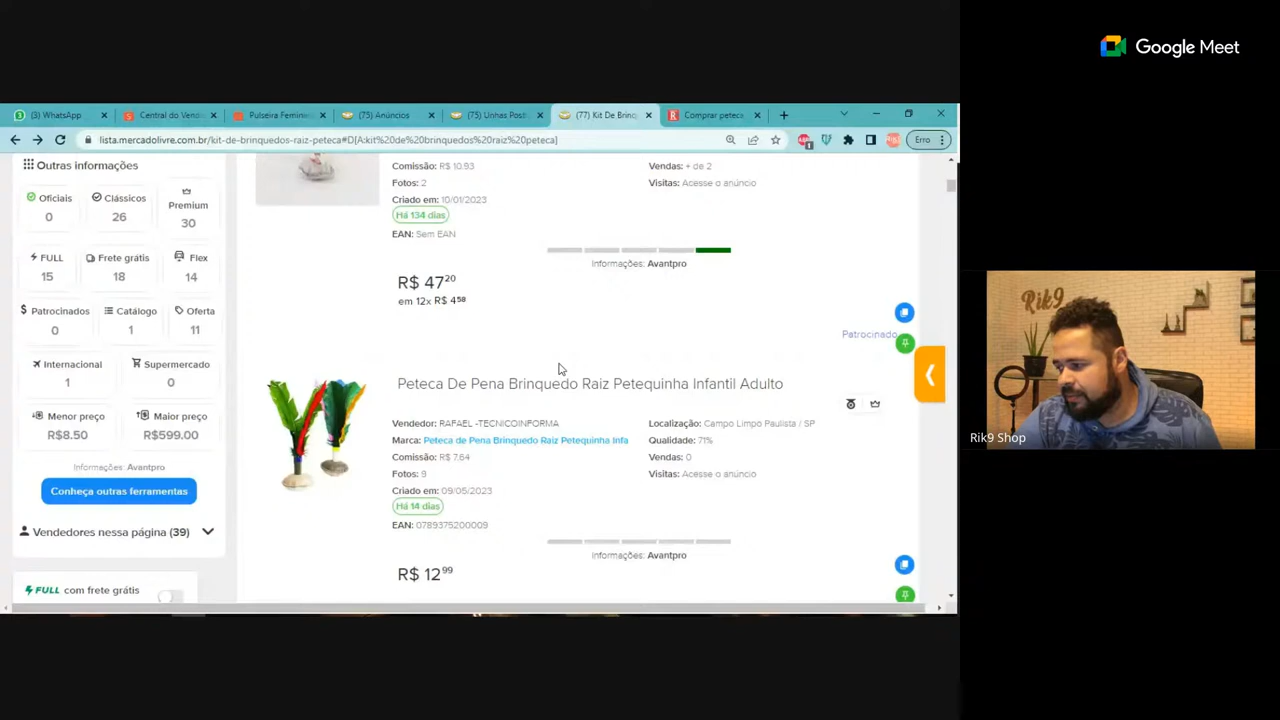 Google Meet
(3) WhatsApp
Central do Vende
Pulseira Feminin
(75) Anúncios
(75) Unhas Posti
(77) Kit De Brinq
Comprar peteca
lista.mercadolivre.com.br/kit-de-brinquedos-raiz-peteca#D[A:kit%20de%20brinquedos%20raiz%20peteca]
Erro
Outras informações
Oficiais
0
Clássicos
26
Premium
30
FULL
15
Frete grátis
18
Flex
14
Patrocinados
0
Catálogo
1
Oferta
11
Internacional
1
Supermercado
0
Menor preço
R$8.50
Maior preço
R$599.00
Informações: Avantpro
Conheça outras ferramentas
Vendedores nessa página (39)
FULL com frete grátis
Comissão: R$ 10.93
Fotos: 2
Criado em: 10/01/2023
Há 134 dias
EAN: Sem EAN
Vendas: + de 2
Visitas: Acesse o anúncio
Informações: Avantpro
R$ 47 20
em 12x R$ 4 58
Patrocinado
Peteca De Pena Brinquedo Raiz Petequinha Infantil Adulto
Vendedor: RAFAEL -TECNICOINFORMA
Marca: Peteca de Pena Brinquedo Raiz Petequinha Infa
Comissão: R$ 7.64
Fotos: 9
Criado em: 09/05/2023
Há 14 dias
EAN: 0789375200009
Localização: Campo Limpo Paulista / SP
Qualidade: 71%
Vendas: 0
Visitas: Acesse o anúncio
Informações: Avantpro
R$ 12 99
Rik9
Rik9 Shop